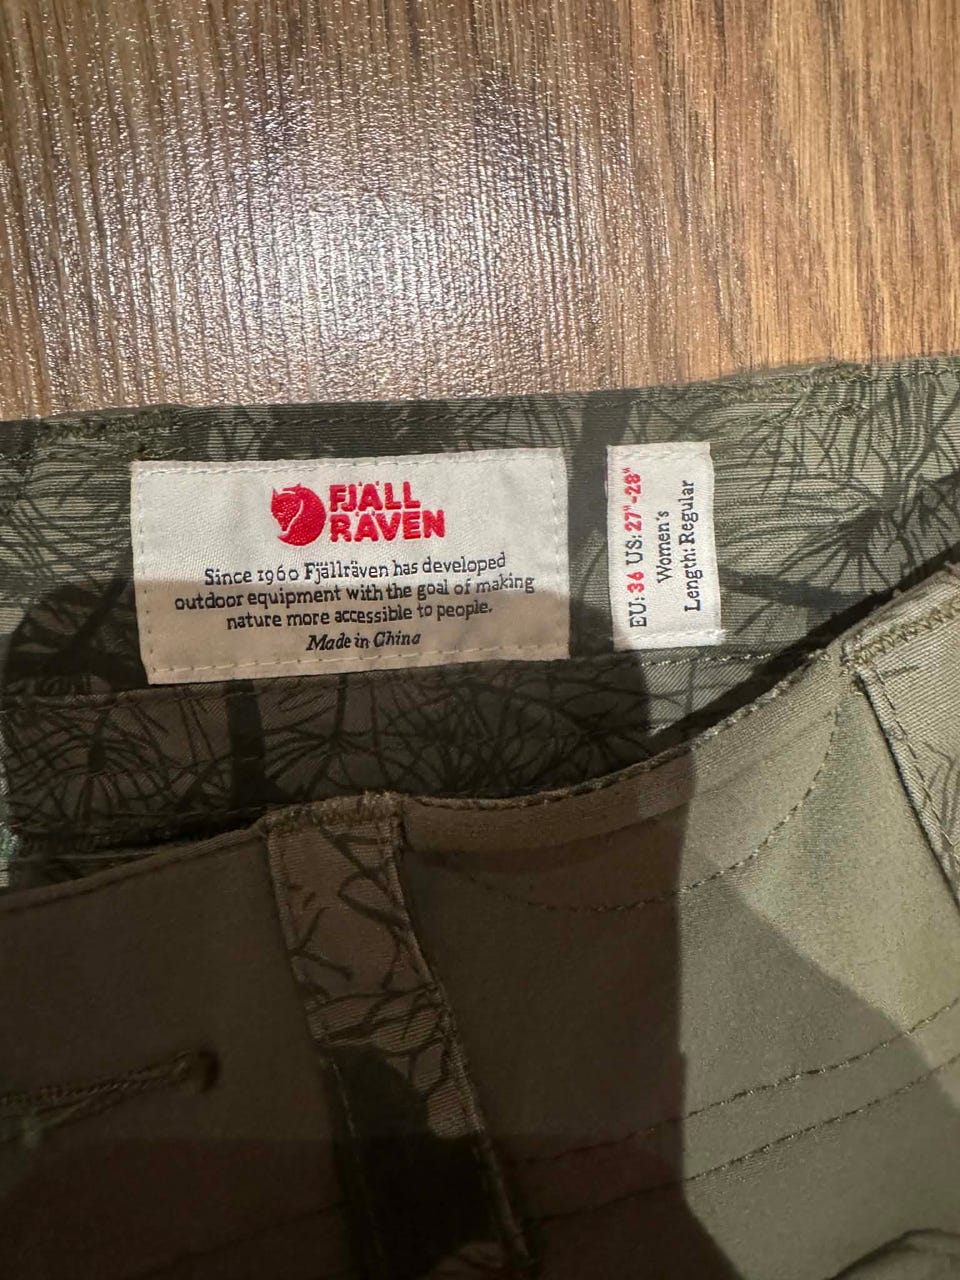 FJÄLL
RÄVEN
Since 1960 Fjällräven has developed
outdoor equipment with the goal of making
nature more accessible to people.
Made in China
EU: 36 US: 27"-28"
Women's
Length: Regular